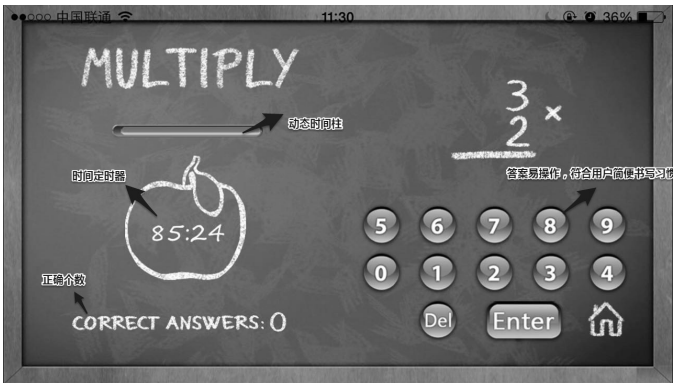 中国联通 11:30 36%
MULTIPLY
3 ×
2
动态时间柱
时间定时器
答案易操作，符合用户简便书写习惯
85:24
5 6 7 8 9
正确个数
0 1 2 3 4
CORRECT ANSWERS: 0
Del Enter